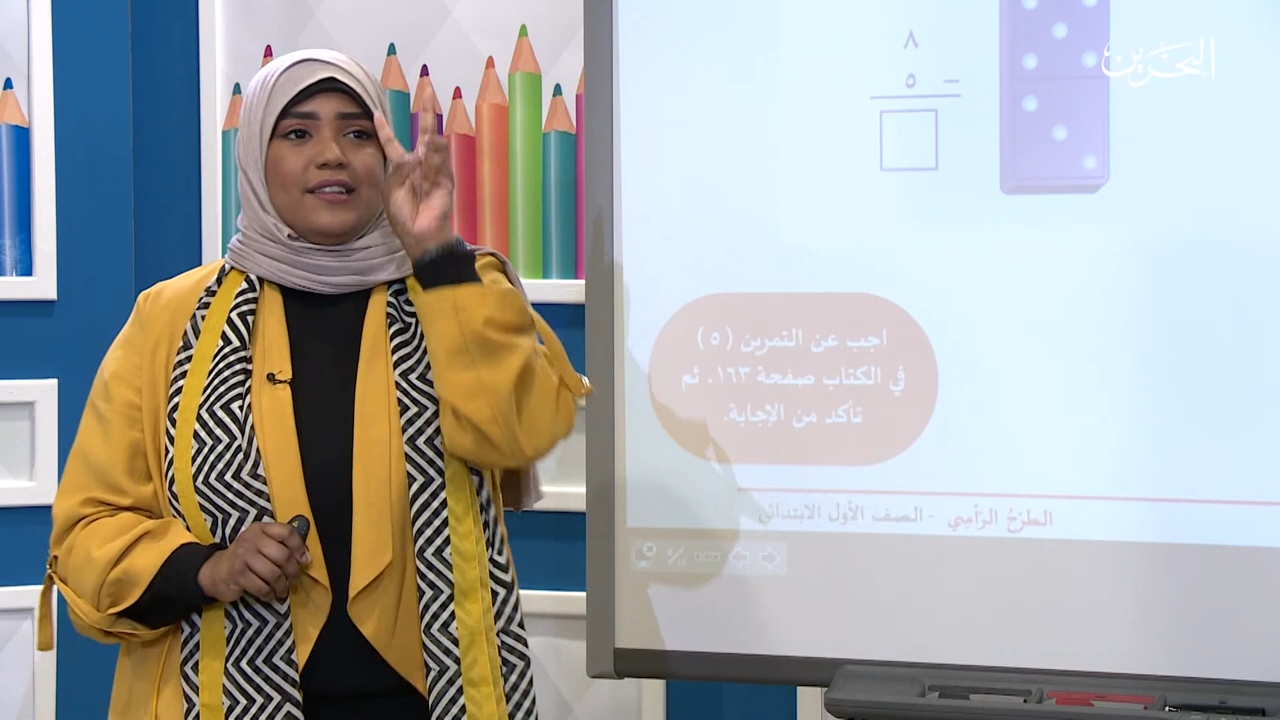 البحرين
٨
٥ −
اجب عن التمرين (٥)
في الكتاب صفحة ١٦٣، ثم
تأكد من الإجابة.
الطرح الرأسي - الصف الأول الابتدائي